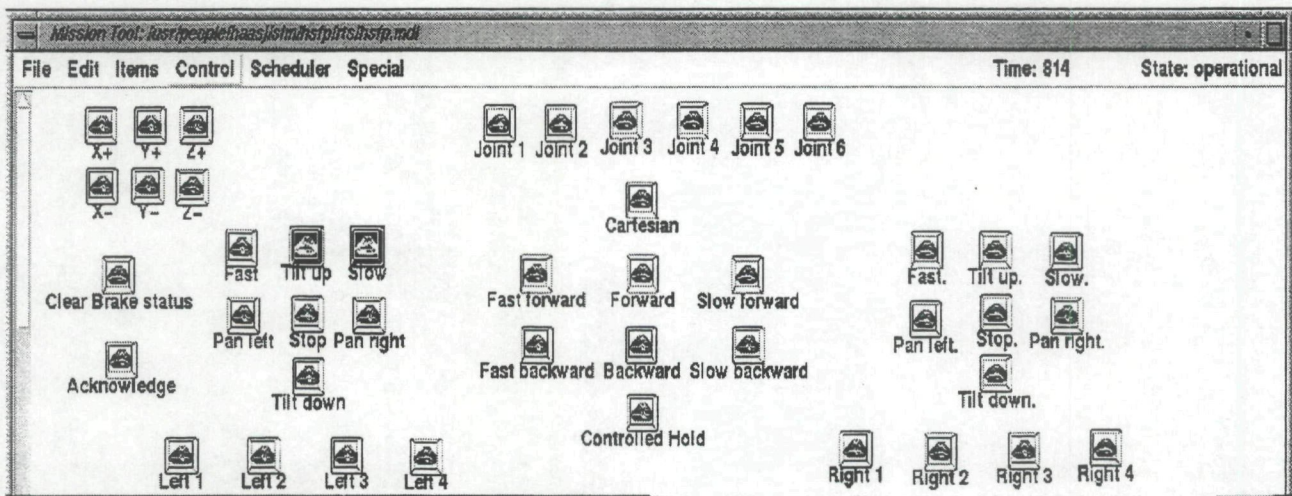 Mission Tool: /usr/people/haas/isfm/hsfp/rts/hsfp.mdl
File Edit Items Control Scheduler Special Time: 814 State: operational
X+ Y+ Z+
X- Y- Z-
Joint 1 Joint 2 Joint 3 Joint 4 Joint 5 Joint 6
Cartesian
Fast Tilt up Slow
Clear Brake status
Pan left Stop Pan right
Acknowledge
Tilt down
Fast forward Forward Slow forward
Fast backward Backward Slow backward
Controlled Hold
Fast. Tilt up. Slow.
Pan left. Stop. Pan right.
Tilt down.
Left 1 Left 2 Left 3 Left 4
Right 1 Right 2 Right 3 Right 4